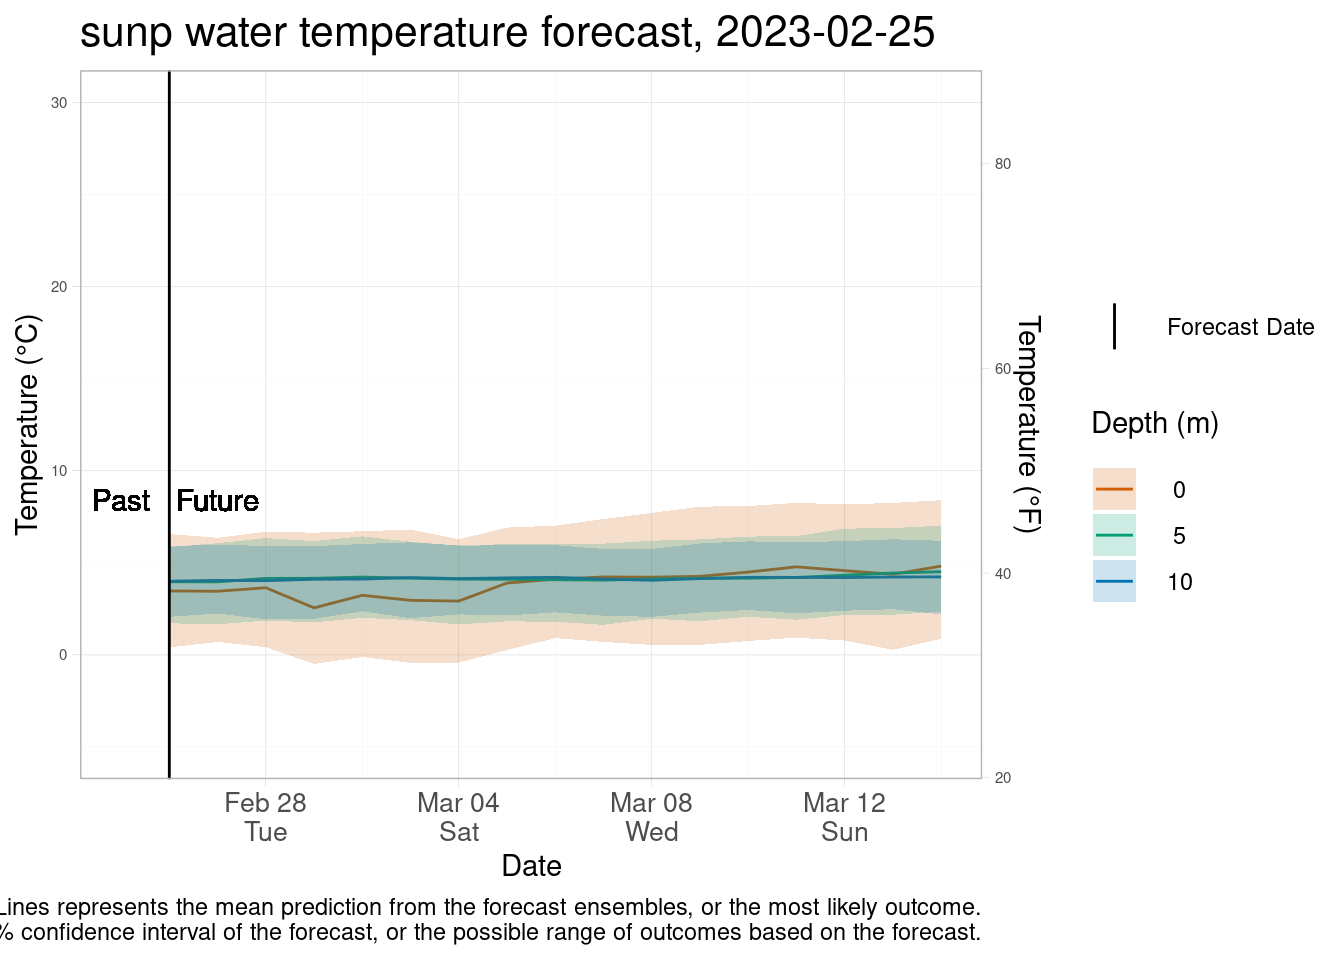 sunp water temperature forecast, 2023-02-25
30
20
10
0
Temperature (°C)
Past
Future
80
60
40
20
Temperature (°F)
Feb 28
Tue
Mar 04
Sat
Mar 08
Wed
Mar 12
Sun
Date
Forecast Date
Depth (m)
0
5
10
Lines represents the mean prediction from the forecast ensembles, or the most likely outcome.
% confidence interval of the forecast, or the possible range of outcomes based on the forecast.